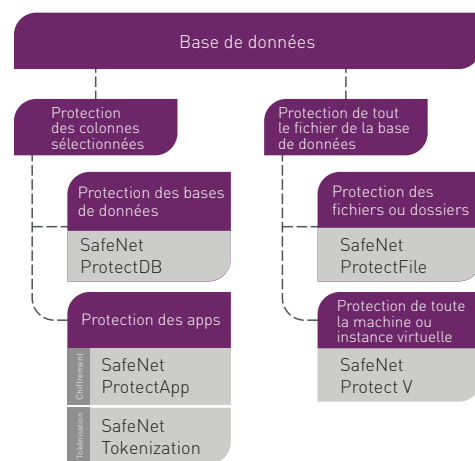 Base de données
Protection
des colonnes
sélectionnées
Protection des bases
de données
SafeNet
ProtectDB
Protection des apps
Chiffrement
SafeNet
ProtectApp
Tokénisation
SafeNet
Tokenization
Protection de tout
le fichier de la base
de données
Protection des
fichiers ou dossiers
SafeNet
ProtectFile
Protection de toute
la machine ou
instance virtuelle
SafeNet
Protect V